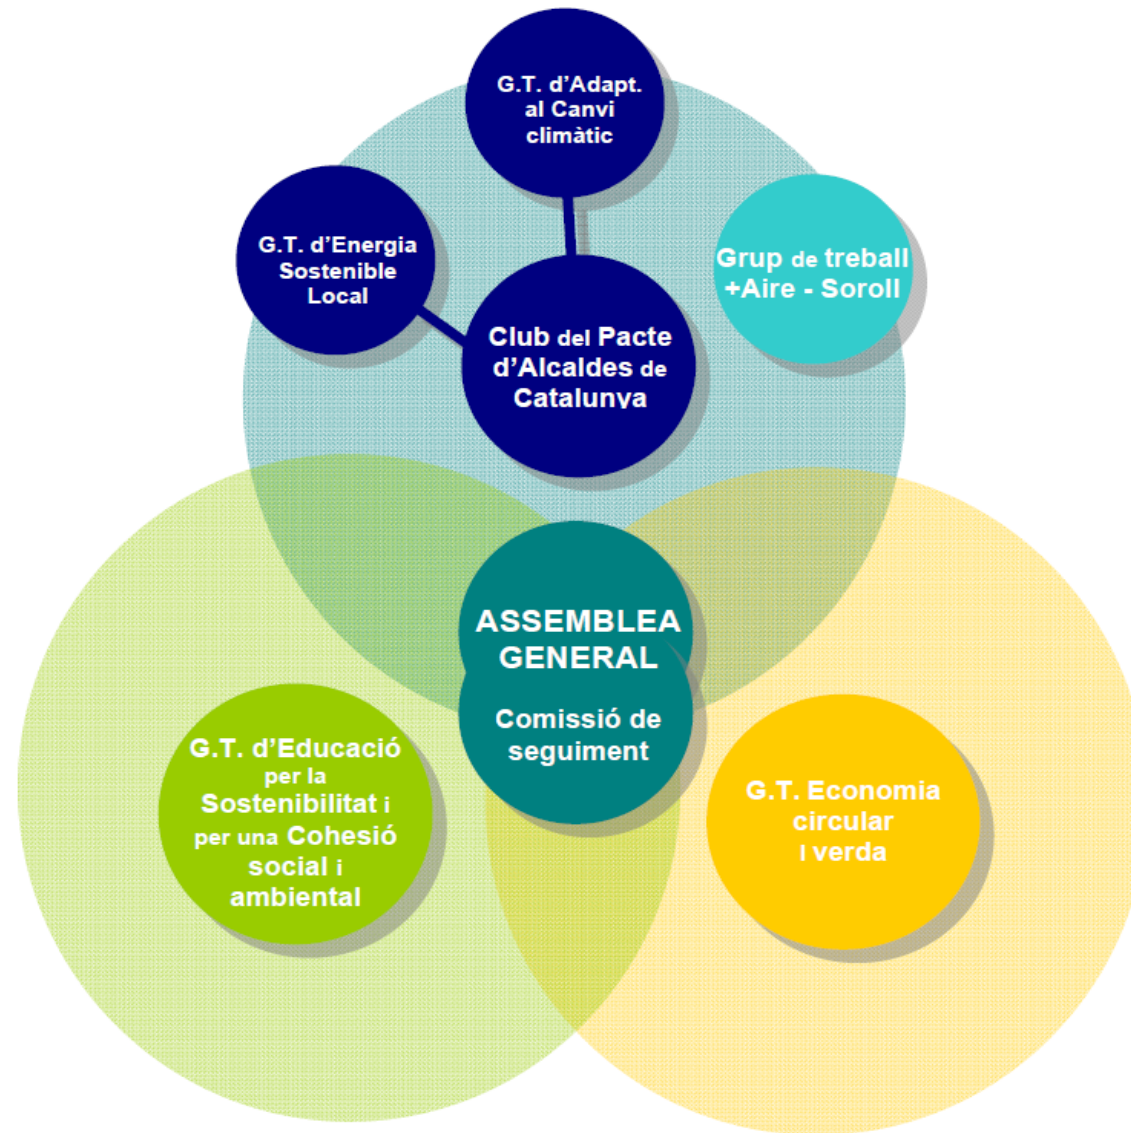 G.T. d'Adapt.
al Canvi
climàtic
G.T. d'Energia
Sostenible
Local
Grup de treball
+Aire - Soroll
Club del Pacte
d'Alcaldes de
Catalunya
ASSEMBLEA
GENERAL
Comissió de
seguiment
G.T. d'Educació
per la
Sostenibilitat i
per una Cohesió
social i
ambiental
G.T. Economia
circular
I verda